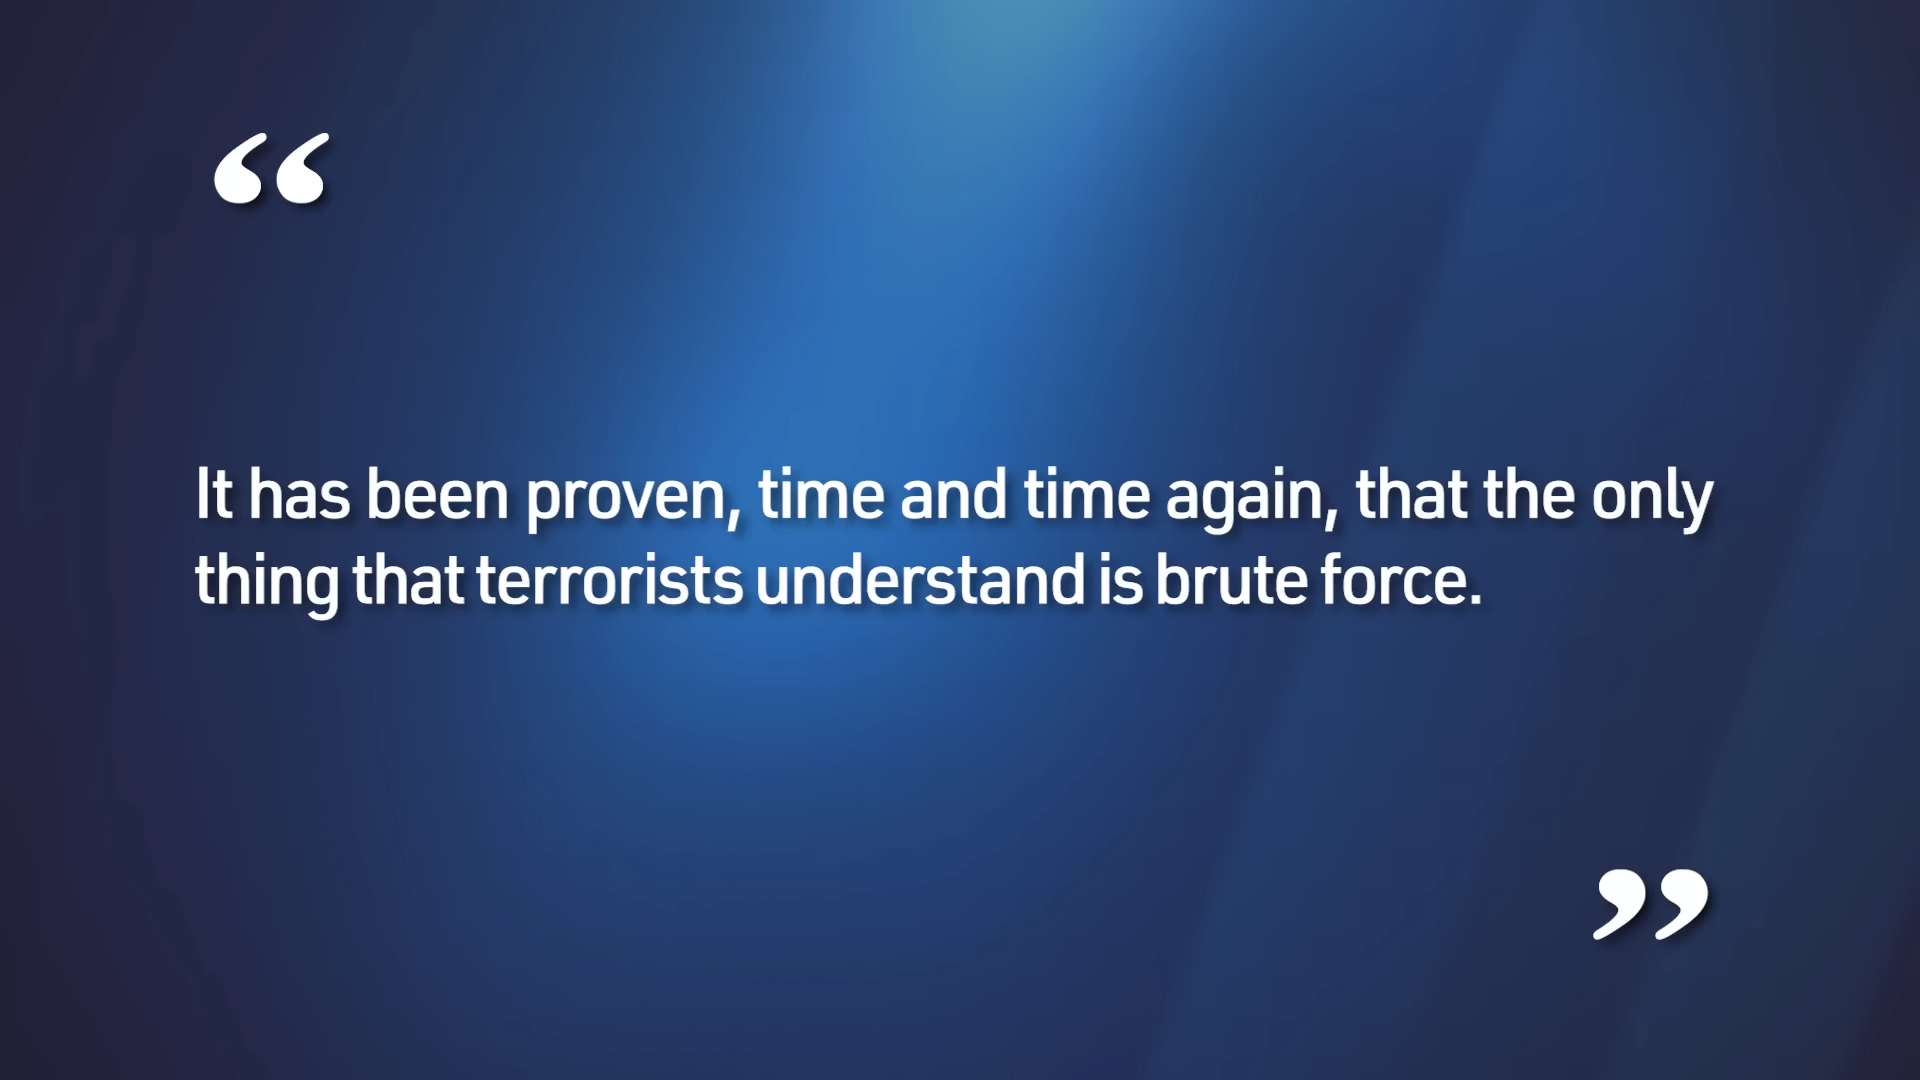 “
It has been proven, time and time again, that the only
thing that terrorists understand is brute force.
”